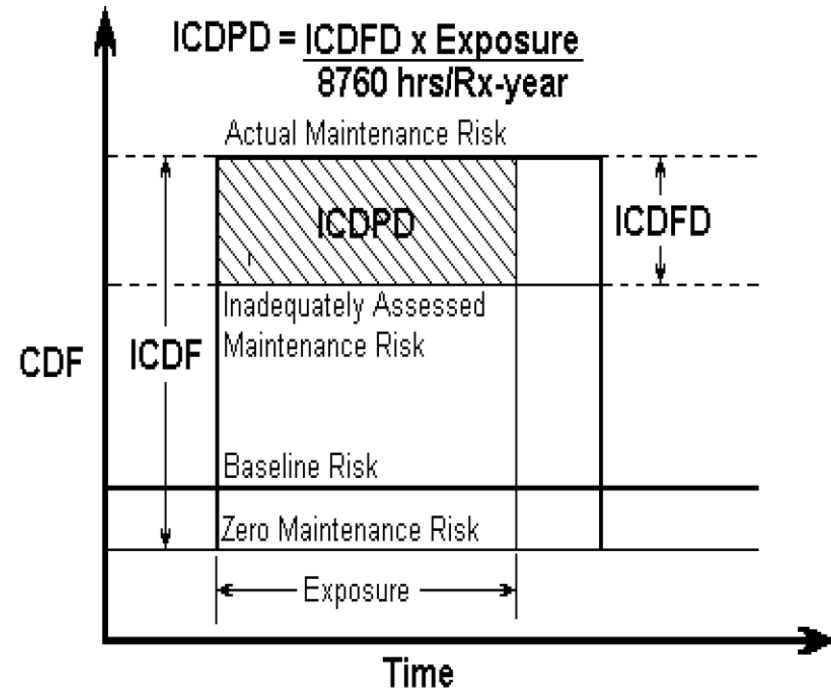 ICDPD = ICDFD x Exposure
8760 hrs/Rx-year
Actual Maintenance Risk
ICDPD
ICDFD
Inadequately Assessed
Maintenance Risk
CDF
ICDF
Baseline Risk
Zero Maintenance Risk
Exposure
Time